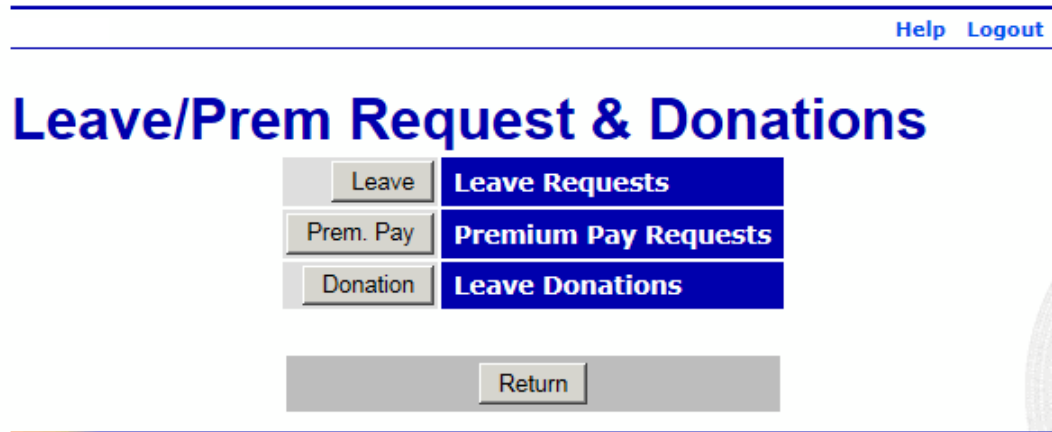 Help Logout
Leave/Prem Request & Donations
Leave Leave Requests
Prem. Pay Premium Pay Requests
Donation Leave Donations
Return